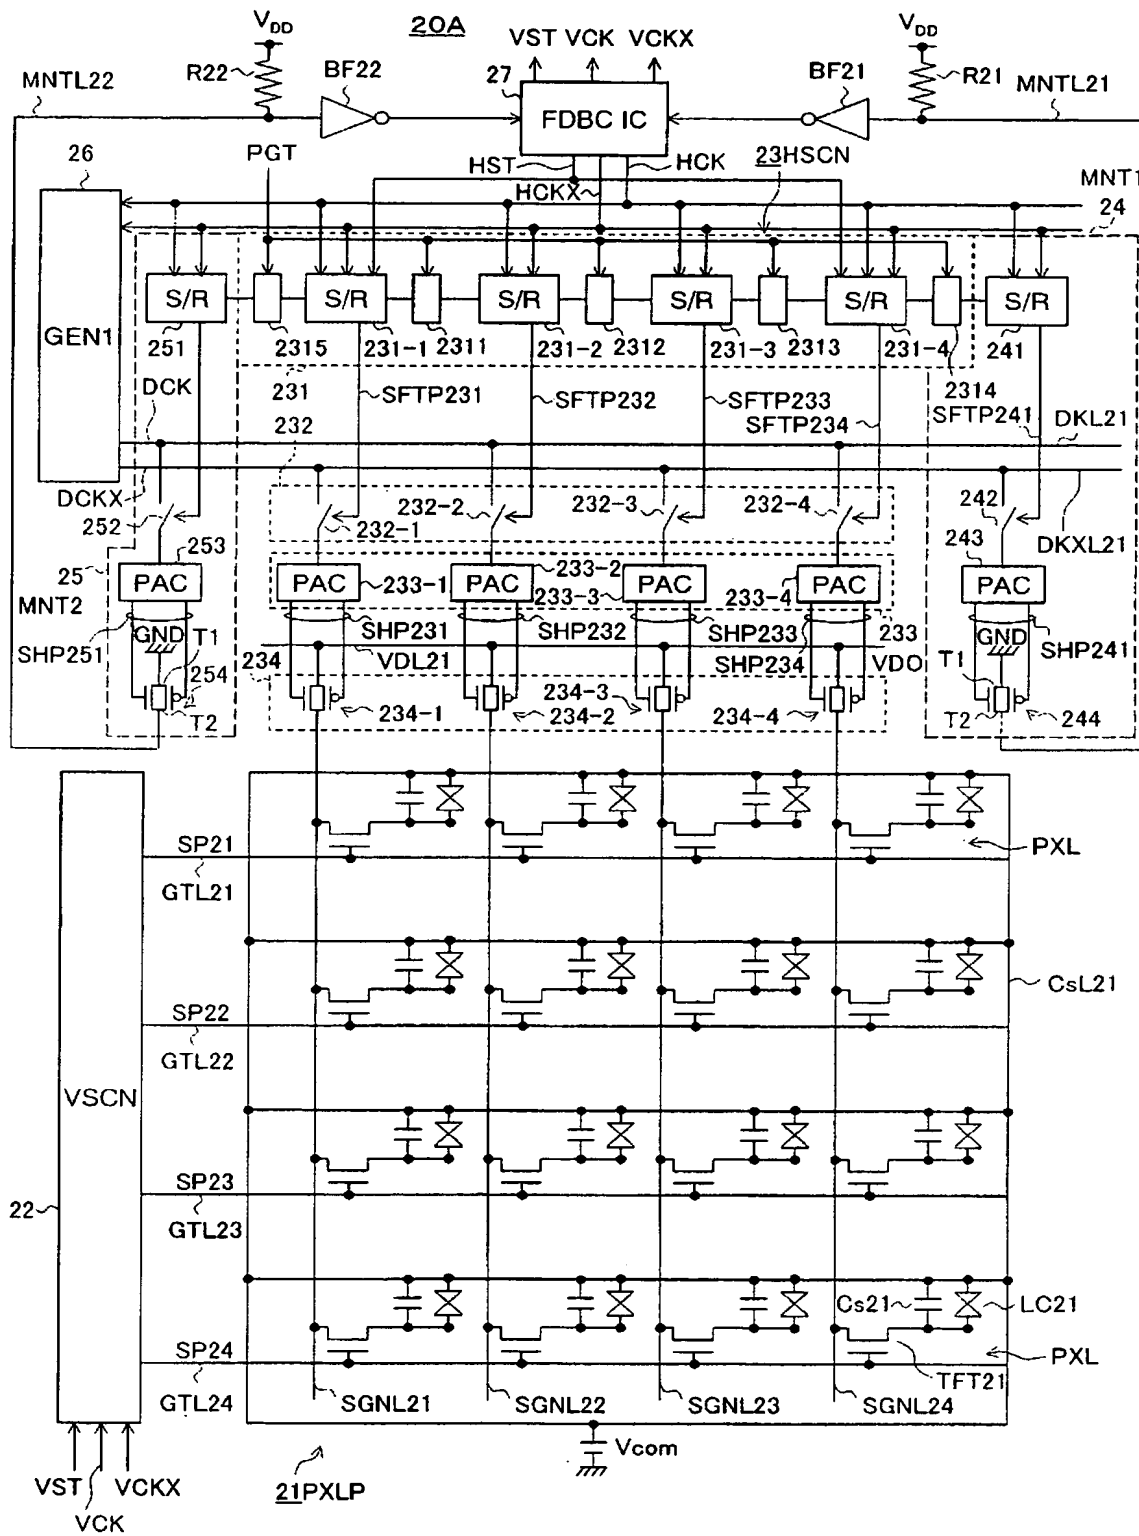 20A
VDD
VST VCK VCKX
VDD
R22
BF22
27
BF21
R21
MNTL22
MNTL21
FDBC IC
26
PGT
HST
HCK
23HSCN
HCKX
MNT1
24
GEN1
S/R
S/R
S/R
S/R
S/R
S/R
251
2315
231-1
2311
231-2
2312
231-3
2313
231-4
241
231
2314
DCK
SFTP231
SFTP232
SFTP233
SFTP234
SFTP241
DKL21
232
DCKX
252
232-1
232-2
232-3
232-4
242
DKXL21
253
243
25
PAC
PAC
PAC
PAC
PAC
PAC
233-1
233-2
233-3
233-4
MNT2
GND
T1
SHP251
SHP231
SHP232
SHP233
SHP234
233
GND
SHP241
VDL21
VDO
234
254
T2
234-1
234-2
234-3
234-4
T1
T2
244
SP21
GTL21
PXL
SP22
GTL22
CsL21
VSCN
22
SP23
GTL23
Cs21
LC21
SP24
GTL24
PXL
TFT21
SGNL21
SGNL22
SGNL23
SGNL24
Vcom
VST
VCKX
VCK
21PXLP